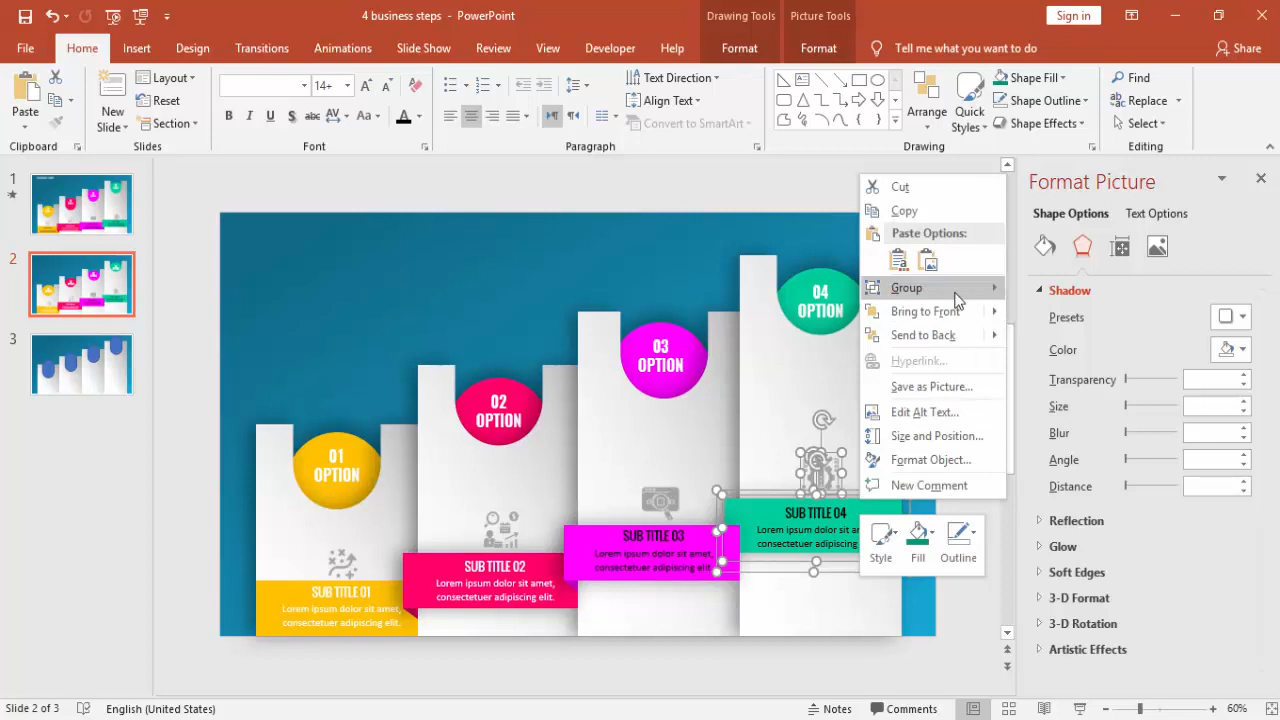 4 business steps - PowerPoint
Drawing Tools
Picture Tools
Sign in
File
Home
Insert
Design
Transitions
Animations
Slide Show
Review
View
Developer
Help
Format
Format
Tell me what you want to do
Share
Paste
New
Slide
Layout
Reset
Section
14+
B I U S abc AV Aa A
Text Direction
Align Text
Convert to SmartArt
Arrange
Quick
Styles
Shape Fill
Shape Outline
Shape Effects
Find
Replace
Select
Clipboard
Slides
Font
Paragraph
Drawing
Editing
1
2
3
01
OPTION
02
OPTION
03
OPTION
04
OPTION
SUB TITLE 01
Lorem ipsum dolor sit amet,
consectetuer adipiscing elit.
SUB TITLE 02
Lorem ipsum dolor sit amet,
consectetuer adipiscing elit.
SUB TITLE 03
Lorem ipsum dolor sit amet,
consectetuer adipiscing elit.
SUB TITLE 04
Lorem ipsum dolor sit
consectetuer adipiscing
Cut
Copy
Paste Options:
Group
Bring to Front
Send to Back
Hyperlink...
Save as Picture...
Edit Alt Text...
Size and Position...
Format Object...
New Comment
Style
Fill
Outline
Format Picture
Shape Options
Text Options
Shadow
Presets
Color
Transparency
Size
Blur
Angle
Distance
Reflection
Glow
Soft Edges
3-D Format
3-D Rotation
Artistic Effects
Slide 2 of 3
English (United States)
Notes
Comments
60%